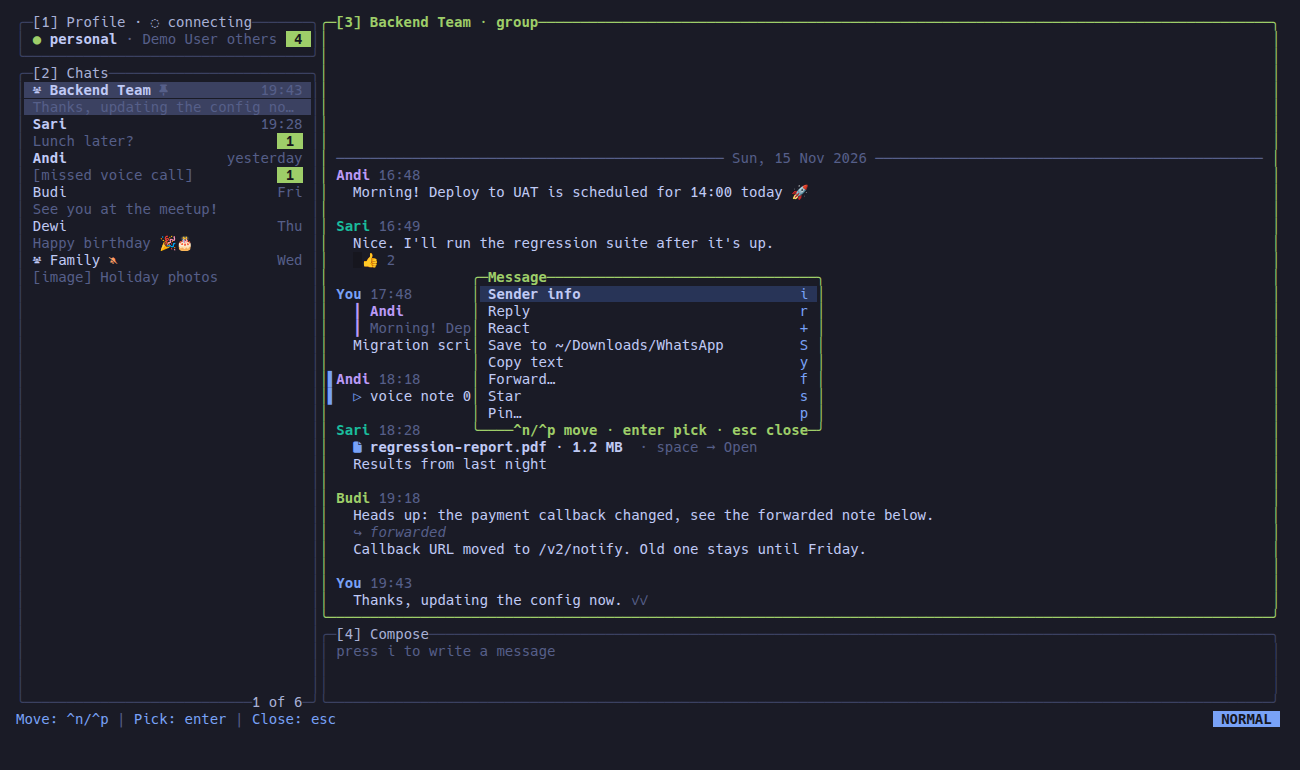 [1] Profile · ◌ connecting
● personal · Demo User others 4
[2] Chats
Backend Team 19:43
Thanks, updating the config no…
Sari 19:28
Lunch later? 1
Andi yesterday
[missed voice call] 1
Budi Fri
See you at the meetup!
Dewi Thu
Happy birthday 🎉🎂
Family Wed
[image] Holiday photos
1 of 6
[3] Backend Team · group
Sun, 15 Nov 2026
Andi 16:48
Morning! Deploy to UAT is scheduled for 14:00 today 🚀
Sari 16:49
Nice. I'll run the regression suite after it's up.
👍 2
You 17:48
Andi
Morning! Dep
Migration scri
Andi 18:18
▷ voice note 0
Message
Sender info i
Reply r
React +
Save to ~/Downloads/WhatsApp S
Copy text y
Forward… f
Star s
Pin… p
^n/^p move · enter pick · esc close
Sari 18:28
regression-report.pdf · 1.2 MB · space → Open
Results from last night
Budi 19:18
Heads up: the payment callback changed, see the forwarded note below.
↪ forwarded
Callback URL moved to /v2/notify. Old one stays until Friday.
You 19:43
Thanks, updating the config now. ✓✓
[4] Compose
press i to write a message
Move: ^n/^p | Pick: enter | Close: esc
NORMAL